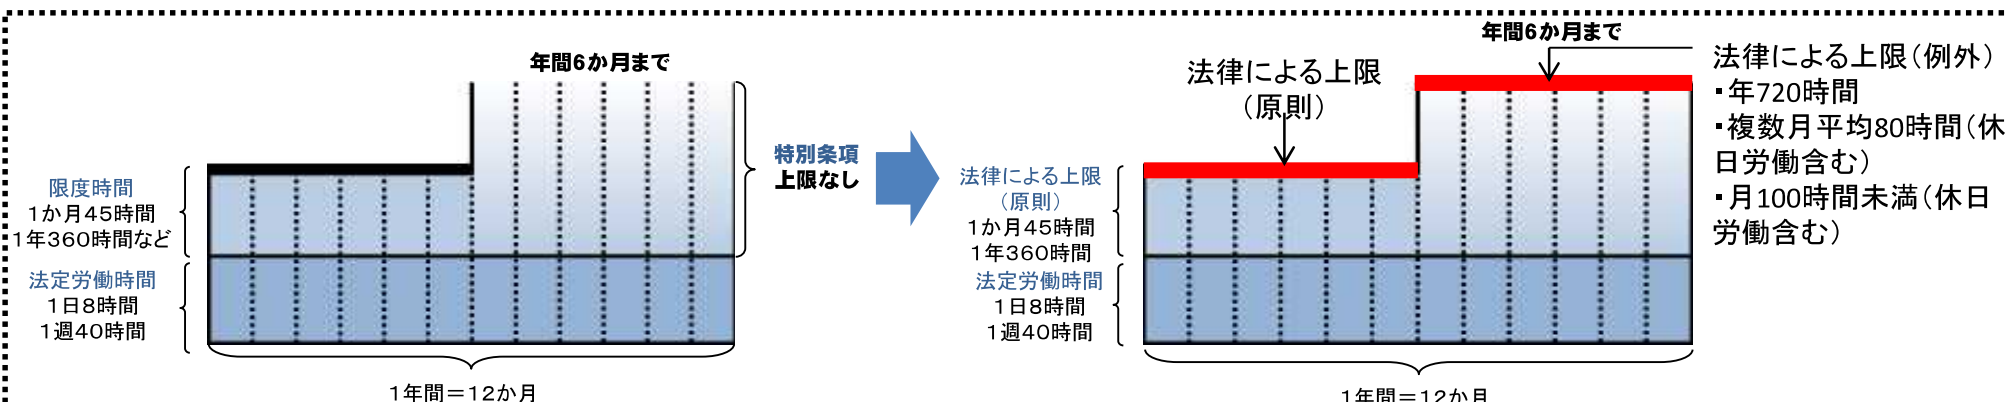 年間6か月まで
限度時間
1か月45時間
1年360時間など
法定労働時間
1日8時間
1週40時間
特別条項
上限なし
1年間＝12か月
年間6か月まで
法律による上限
（原則）
法律による上限
（原則）
1か月45時間
1年360時間
法定労働時間
1日8時間
1週40時間
1年間＝12か月
法律による上限（例外）
・年720時間
・複数月平均80時間（休
日労働含む）
・月100時間未満（休日
労働含む）